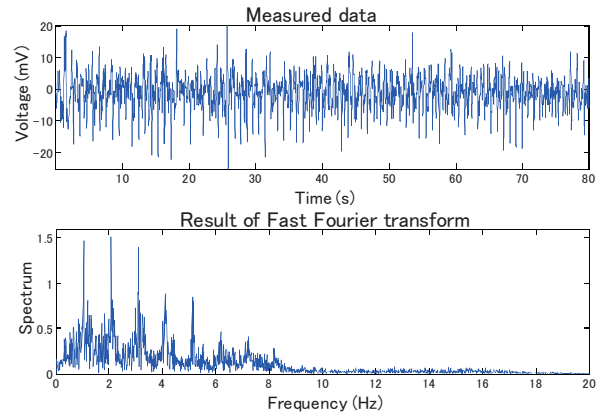 Measured data
Voltage (mV)
20
10
0
−10
−20
10 20 30 40 50 60 70 80
Time (s)
Result of Fast Fourier transform
Spectrum
1.5
1
0.5
0
0 2 4 6 8 10 12 14 16 18 20
Frequency (Hz)